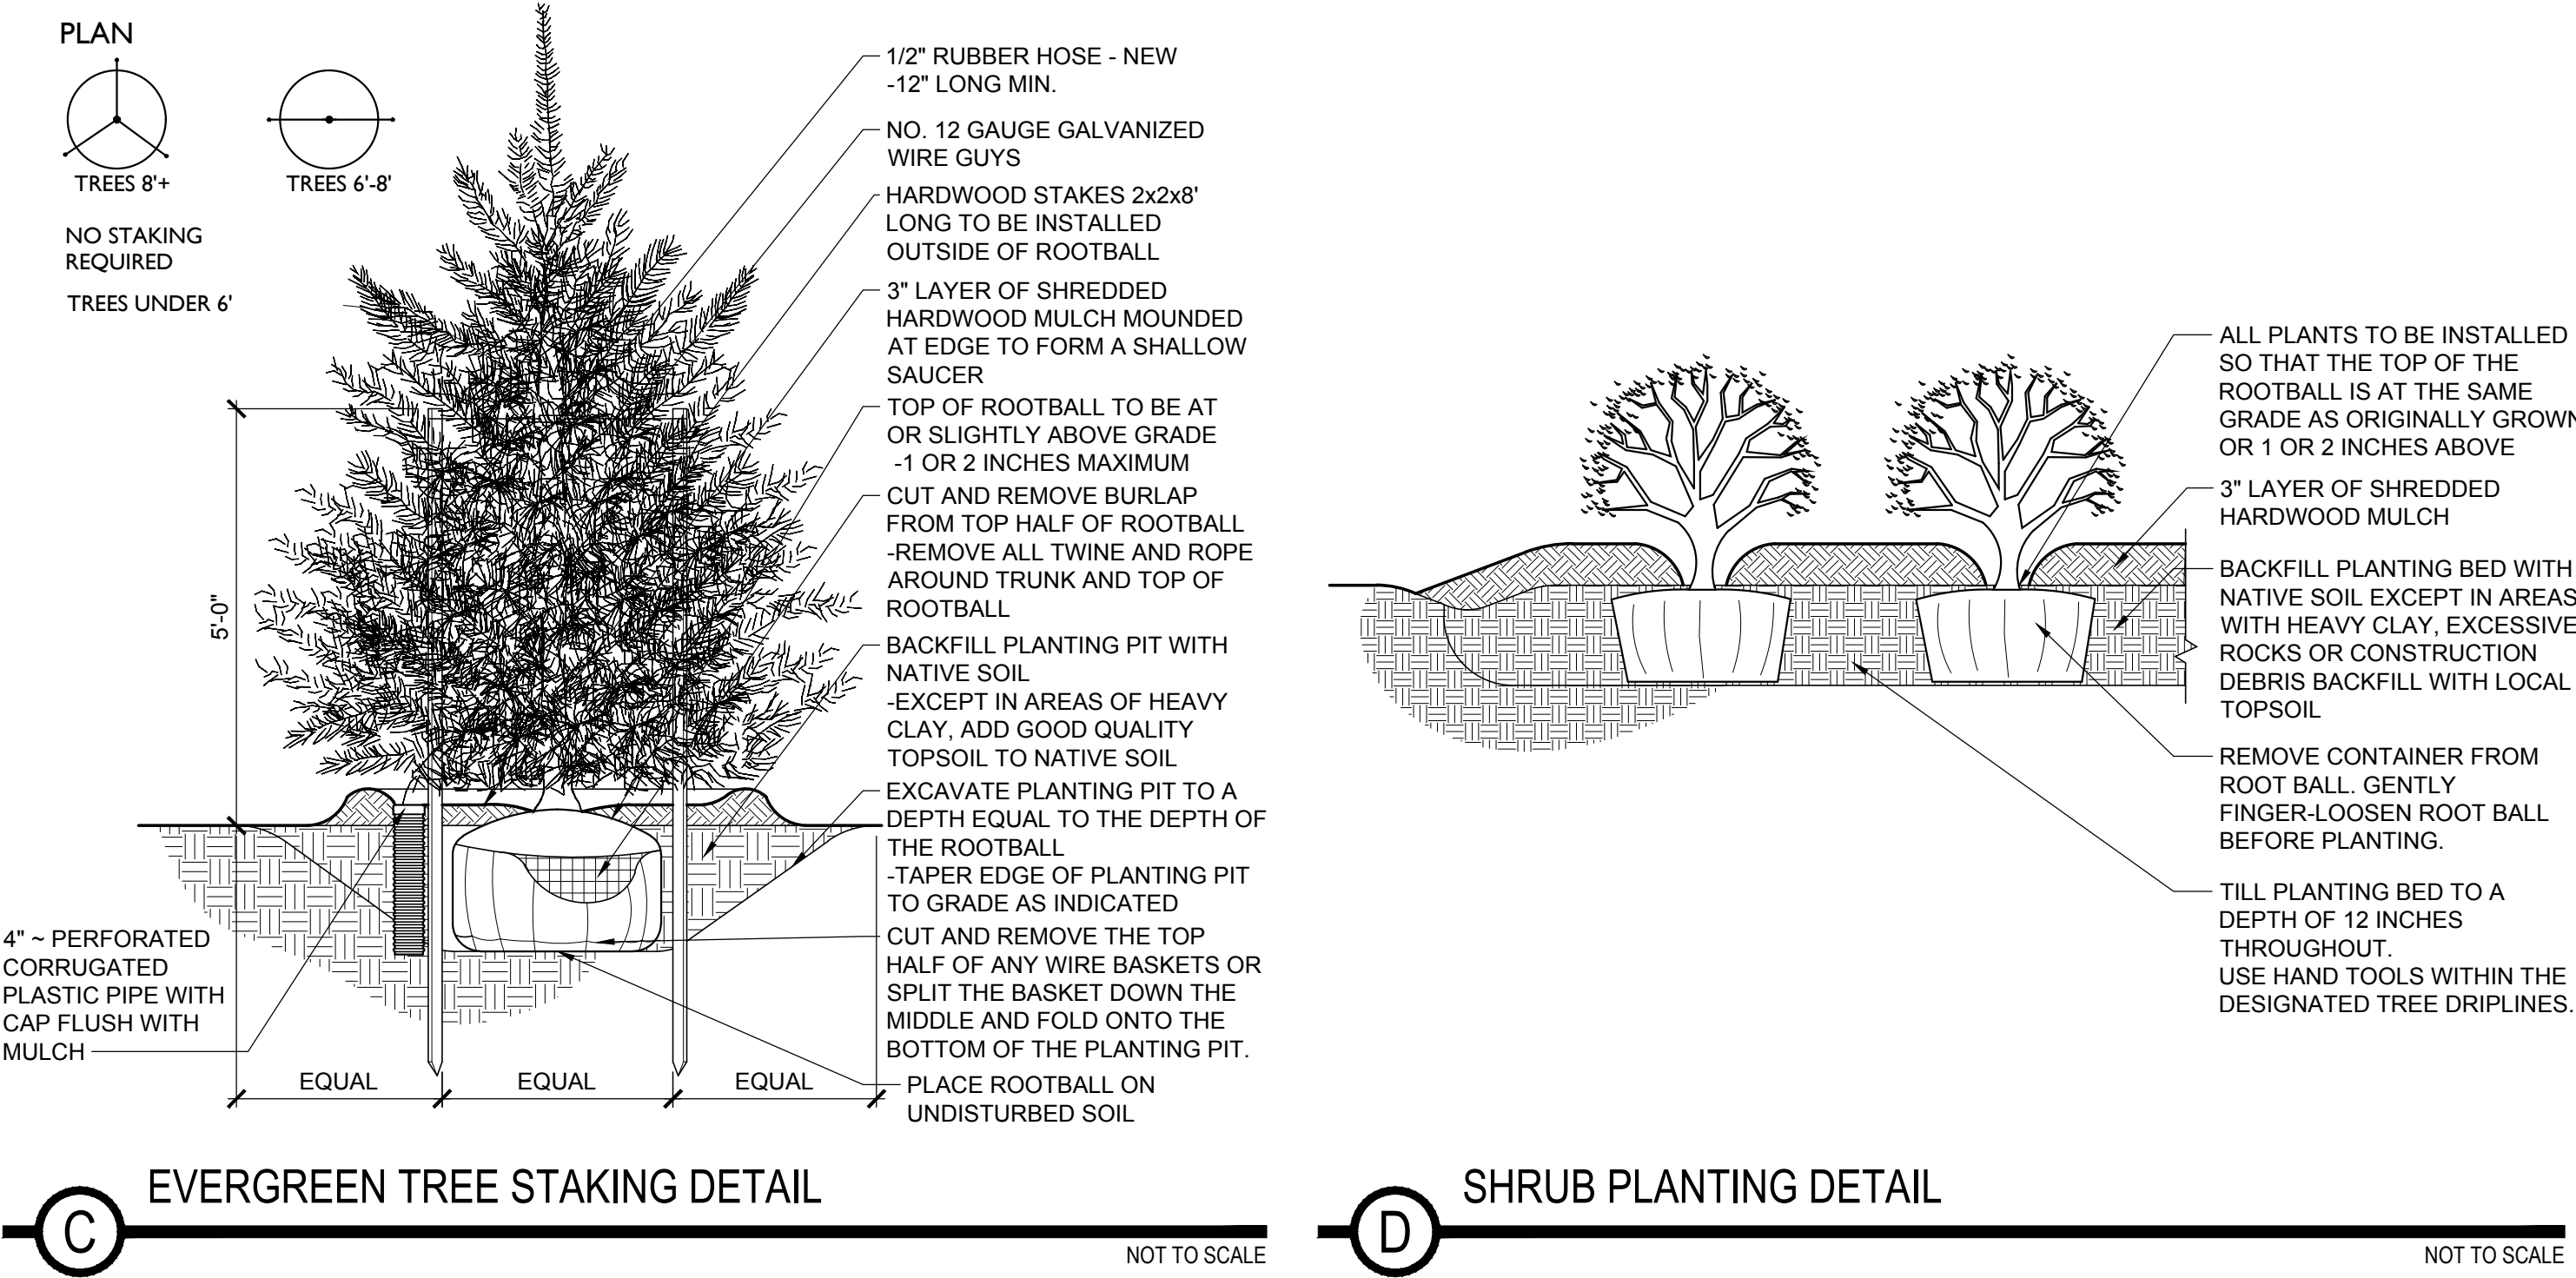 PLAN
TREES 8'+
TREES 6'-8'
NO STAKING
REQUIRED
TREES UNDER 6'
1/2" RUBBER HOSE - NEW
-12" LONG MIN.
NO. 12 GAUGE GALVANIZED
WIRE GUYS
HARDWOOD STAKES 2x2x8'
LONG TO BE INSTALLED
OUTSIDE OF ROOTBALL
3" LAYER OF SHREDDED
HARDWOOD MULCH MOUNDED
AT EDGE TO FORM A SHALLOW
SAUCER
TOP OF ROOTBALL TO BE AT
OR SLIGHTLY ABOVE GRADE
-1 OR 2 INCHES MAXIMUM
CUT AND REMOVE BURLAP
FROM TOP HALF OF ROOTBALL
-REMOVE ALL TWINE AND ROPE
AROUND TRUNK AND TOP OF
ROOTBALL
BACKFILL PLANTING PIT WITH
NATIVE SOIL
-EXCEPT IN AREAS OF HEAVY
CLAY, ADD GOOD QUALITY
TOPSOIL TO NATIVE SOIL
EXCAVATE PLANTING PIT TO A
DEPTH EQUAL TO THE DEPTH OF
THE ROOTBALL
-TAPER EDGE OF PLANTING PIT
TO GRADE AS INDICATED
CUT AND REMOVE THE TOP
HALF OF ANY WIRE BASKETS OR
SPLIT THE BASKET DOWN THE
MIDDLE AND FOLD ONTO THE
BOTTOM OF THE PLANTING PIT.
PLACE ROOTBALL ON
UNDISTURBED SOIL
5'-0"
4" ~ PERFORATED
CORRUGATED
PLASTIC PIPE WITH
CAP FLUSH WITH
MULCH
EQUAL
EQUAL
EQUAL
C
EVERGREEN TREE STAKING DETAIL
NOT TO SCALE
ALL PLANTS TO BE INSTALLED
SO THAT THE TOP OF THE
ROOTBALL IS AT THE SAME
GRADE AS ORIGINALLY GROWN
OR 1 OR 2 INCHES ABOVE
3" LAYER OF SHREDDED
HARDWOOD MULCH
BACKFILL PLANTING BED WITH
NATIVE SOIL EXCEPT IN AREAS
WITH HEAVY CLAY, EXCESSIVE
ROCKS OR CONSTRUCTION
DEBRIS BACKFILL WITH LOCAL
TOPSOIL
REMOVE CONTAINER FROM
ROOT BALL. GENTLY
FINGER-LOOSEN ROOT BALL
BEFORE PLANTING.
TILL PLANTING BED TO A
DEPTH OF 12 INCHES
THROUGHOUT.
USE HAND TOOLS WITHIN THE
DESIGNATED TREE DRIPLINES.
D
SHRUB PLANTING DETAIL
NOT TO SCALE